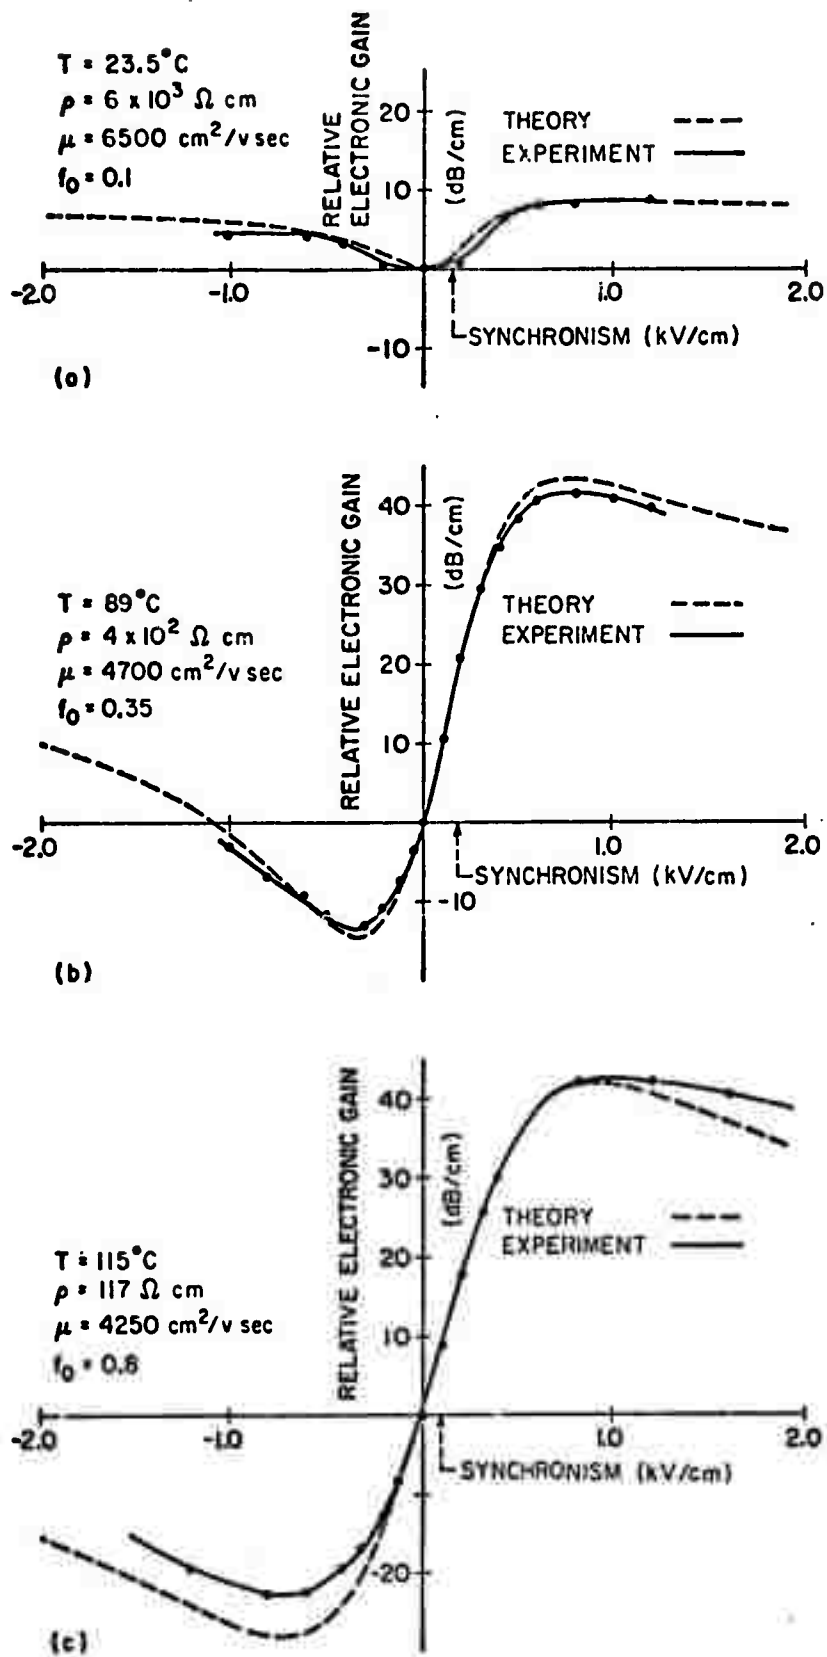 T = 23.5°C
ρ = 6 x 10³ Ω cm
μ = 6500 cm²/v sec
f₀ = 0.1
RELATIVE
ELECTRONIC GAIN
(dB/cm)
20
THEORY
EXPERIMENT
10
-2.0
-1.0
1.0
2.0
SYNCHRONISM (kV/cm)
-10
(a)
RELATIVE ELECTRONIC GAIN
(dB/cm)
40
30
T = 89°C
ρ = 4 x 10² Ω cm
μ = 4700 cm²/v sec
f₀ = 0.35
THEORY
EXPERIMENT
20
10
-2.0
-1.0
1.0
2.0
SYNCHRONISM (kV/cm)
-10
(b)
RELATIVE ELECTRONIC GAIN
(dB/cm)
40
30
THEORY
EXPERIMENT
20
T = 115°C
ρ = 117 Ω cm
μ = 4250 cm²/v sec
f₀ = 0.8
10
-2.0
-1.0
1.0
2.0
SYNCHRONISM (kV/cm)
-20
(c)